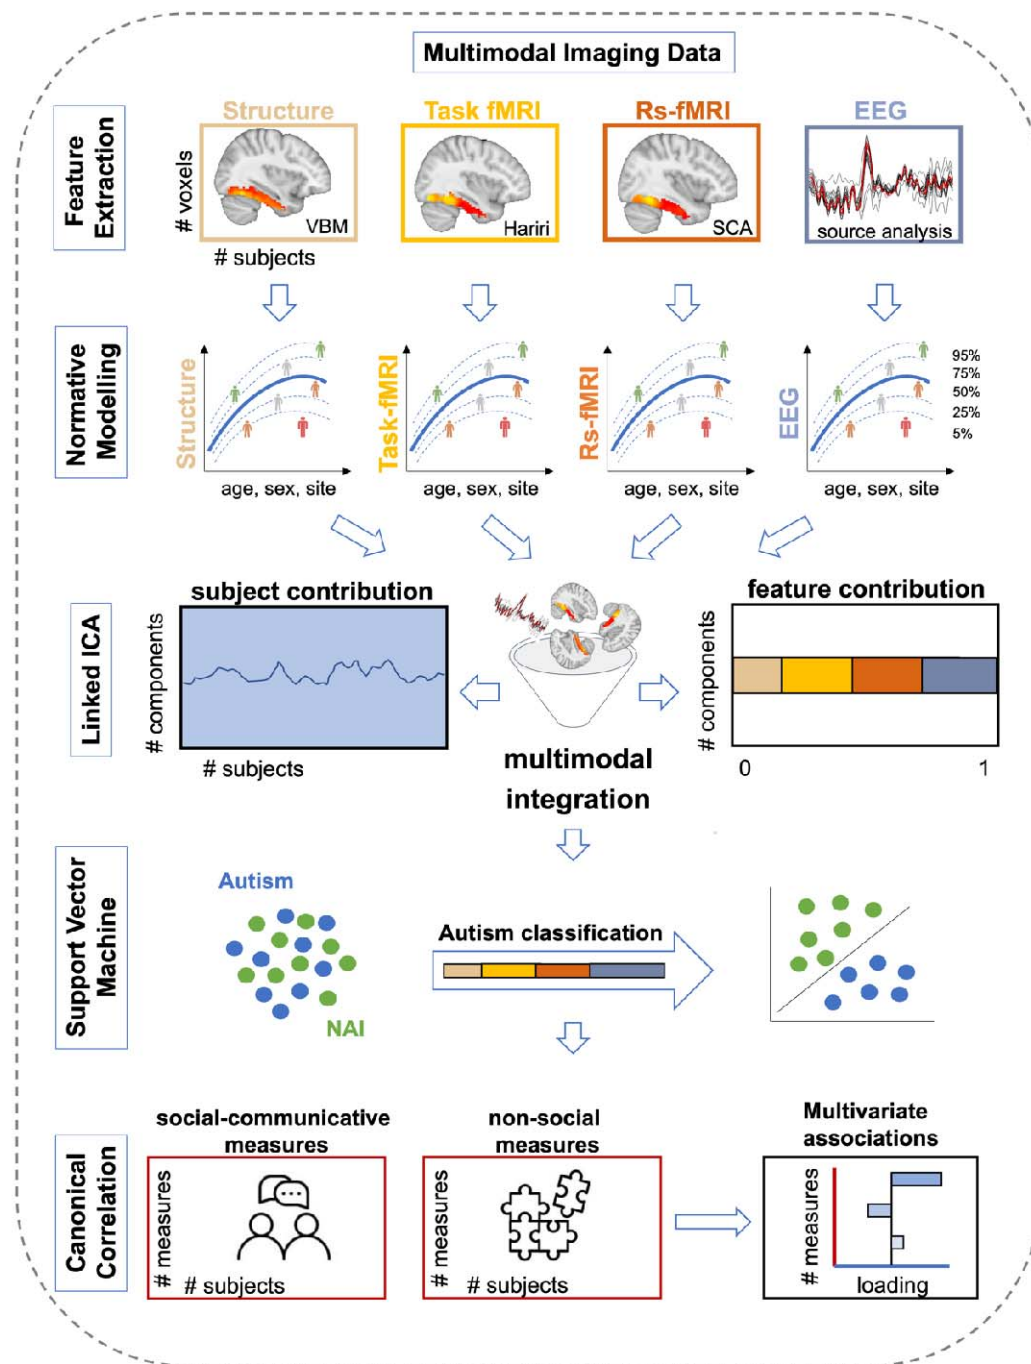 Multimodal Imaging Data
Feature
Extraction
Structure
Task fMRI
Rs-fMRI
EEG
# voxels
VBM
Hariri
SCA
source analysis
# subjects
Normative
Modelling
Structure
Task-fMRI
Rs-fMRI
EEG
95%
75%
50%
25%
5%
age, sex, site
age, sex, site
age, sex, site
age, sex, site
Linked ICA
subject contribution
# components
# subjects
multimodal
integration
feature contribution
# components
0
1
Support Vector
Machine
Autism
NAI
Autism classification
Canonical
Correlation
social-communicative
measures
# measures
# subjects
non-social
measures
# measures
# subjects
Multivariate
associations
# measures
loading